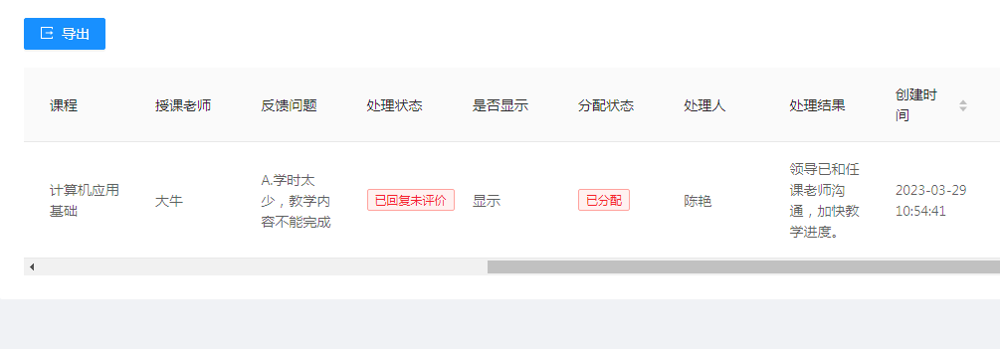 导出
课程
授课老师
反馈问题
处理状态
是否显示
分配状态
处理人
处理结果
创建时
间
计算机应用
基础
大牛
A.学时太
少，教学内
容不能完成
已回复未评价
显示
已分配
陈艳
领导已和任
课老师沟
通，加快教
学进度。
2023-03-29
10:54:41